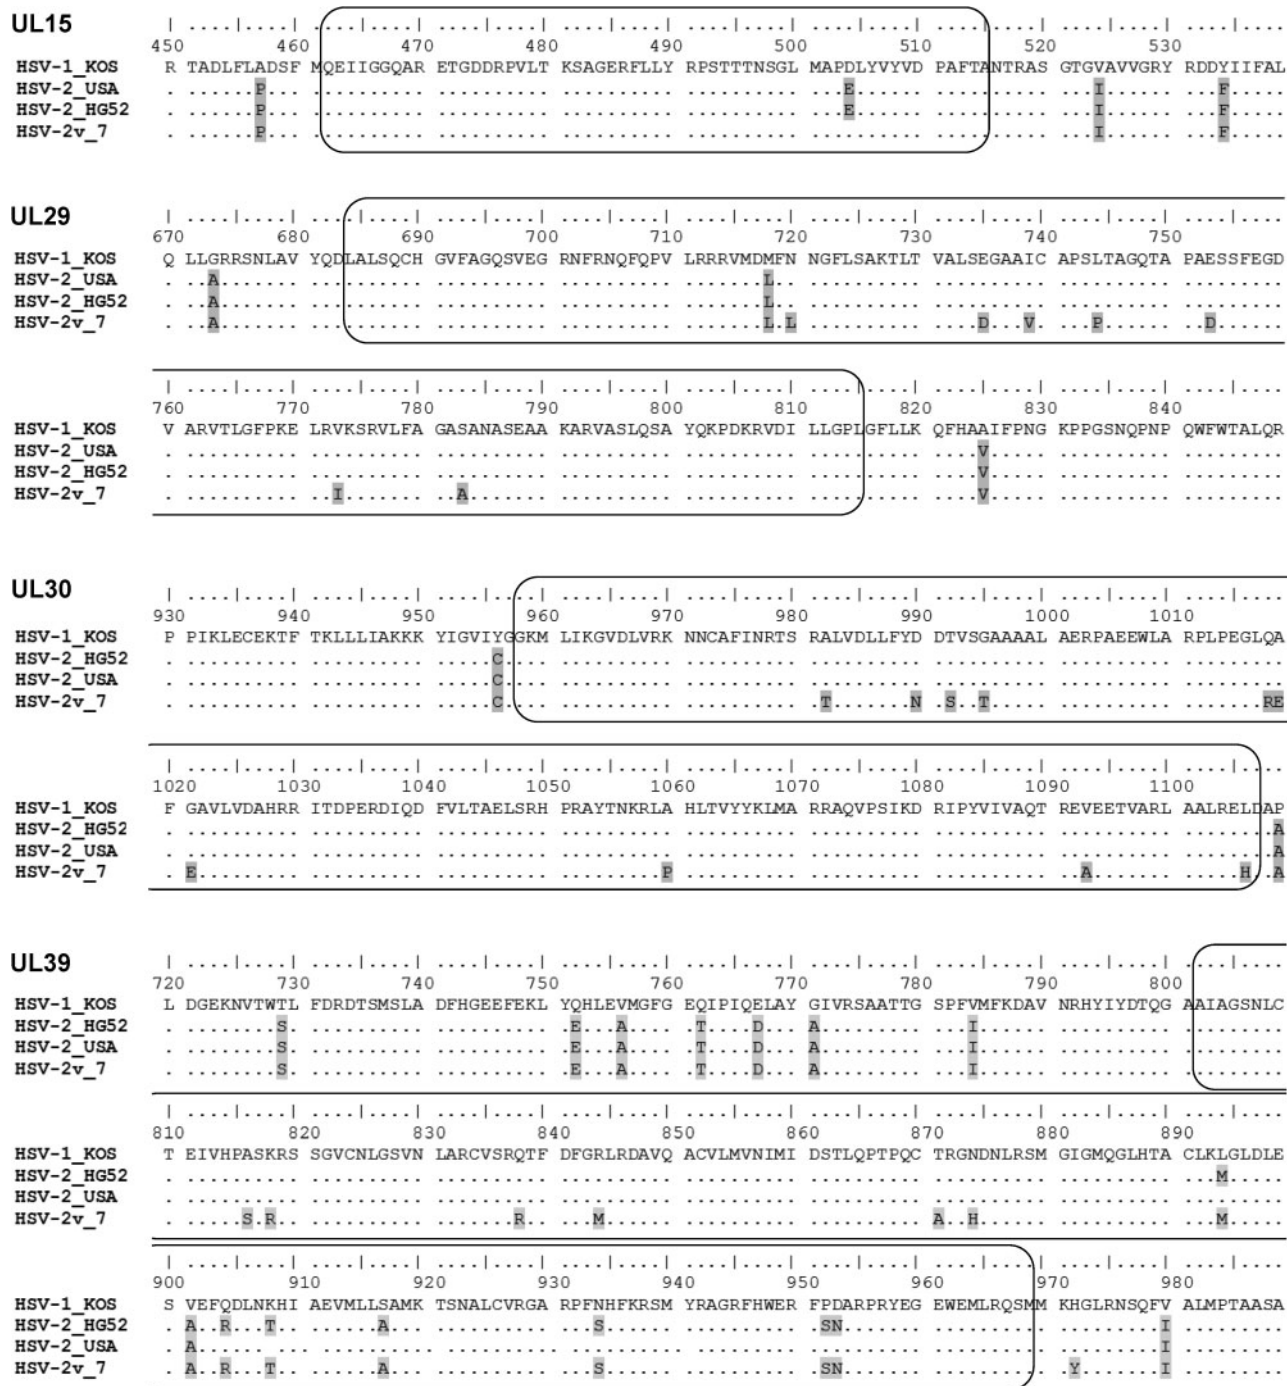 UL15
| ....|....| ....|....| ....|....| ....|....| ....|....| ....|....| ....|....| ....|....| ....|....
450 460 470 480 490 500 510 520 530
HSV-1_KOS R TADLFLADSF MQEIIGGQAR ETGDDRPVLT KSAGERFLLY RPSTTTNSGL MAPDLYVYVD PAFTANTRAS GTGVAVVGRY RDDYIIFAL
HSV-2_USA . ......P... .......... .......... .......... .......... ...E...... .......... ...I...... ...F.....
HSV-2_HG52 . ......P... .......... .......... .......... .......... ...E...... .......... ...I...... ...F.....
HSV-2v_7 . ......P... .......... .......... .......... .......... .......... .......... ...I...... ...F.....
UL29
| ....|....| ....|....| ....|....| ....|....| ....|....| ....|....| ....|....| ....|....| ....|....
670 680 690 700 710 720 730 740 750
HSV-1_KOS Q LLGRRSNLAV YQDLALSQCH GVFAGQSVEG RNFRNQFQPV LRRRVMDMFN NGFLSAKTLT VALSEGAAIC APSLTAGQTA PAESSFEGD
HSV-2_USA . ...A...... .......... .......... .......... .......L.. .......... .......... .......... .........
HSV-2_HG52 . ...A...... .......... .......... .......... .......L.. .......... .......... .......... .........
HSV-2v_7 . ...A...... .......... .......... .......... .......L.L .......... ....D...V. ...P...... ..D......
| ....|....| ....|....| ....|....| ....|....| ....|....| ....|....| ....|....| ....|....| ....|....
760 770 780 790 800 810 820 830 840
HSV-1_KOS V ARVTLGFPKE LRVKSRVLFA GASANASEAA KARVASLQSA YQKPDKRVDI LLGPLGFLLK QFHAAIFPNG KPPGSNQPNP QWFWTALQR
HSV-2_USA . .......... .......... .......... .......... .......... .......... ....V..... .......... .........
HSV-2_HG52 . .......... .......... .......... .......... .......... .......... ....V..... .......... .........
HSV-2v_7 . .......... ..I....... ..A....... .......... .......... .......... ....V..... .......... .........
UL30
| ....|....| ....|....| ....|....| ....|....| ....|....| ....|....| ....|....| ....|....| ....|....
930 940 950 960 970 980 990 1000 1010
HSV-1_KOS P PIKLECEKTF TKLLLIAKKK YIGVIYGGKM LIKGVDLVRK NNCAFINRTS RALVDLLFYD DTVSGAAAAL AERPAEEWLA RPLPEGLQA
HSV-2_HG52 . .......... .......... .....C.... .......... .......... .......... .......... .......... .........
HSV-2_USA . .......... .......... .....C.... .......... .......... .......... .......... .......... .........
HSV-2v_7 . .......... .......... .....C.... .......... .......... .T.......N .S..T..... .......... .......RE
| ....|....| ....|....| ....|....| ....|....| ....|....| ....|....| ....|....| ....|....| ....|....
1020 1030 1040 1050 1060 1070 1080 1090 1100
HSV-1_KOS F GAVLVDAHRR ITDPERDIQD FVLTAELSRH PRAYTNKRLA HLTVYYKLMA RRAQVPSIKD RIPYVIVAQT REVEETVARL AALRELDAP
HSV-2_HG52 . .......... .......... .......... .......... .......... .......... .......... .......... ........A
HSV-2_USA . .......... .......... .......... .......... .......... .......... .......... .......... ........A
HSV-2v_7 . E......... .......... .......... .........P .......... .......... .......... ..A....... .....H..A
UL39
| ....|....| ....|....| ....|....| ....|....| ....|....| ....|....| ....|....| ....|....| ....|....
720 730 740 750 760 770 780 790 800
HSV-1_KOS L DGEKNVTWTL FDRDTSMSLA DFHGEEFEKL YQHLEVMGFG EQIPIQELAY GIVRSAATTG SPFVMFKDAV NRHYIYDTQG AAIAGSNLC
HSV-2_HG52 . ........S. .......... .......... .E...A.... .T....D... A......... ...I...... .......... .........
HSV-2_USA . ........S. .......... .......... .E...A.... .T....D... A......... ...I...... .......... .........
HSV-2v_7 . ........S. .......... .......... .E...A.... .T....D... A......... ...I...... .......... .........
| ....|....| ....|....| ....|....| ....|....| ....|....| ....|....| ....|....| ....|....| ....|....
810 820 830 840 850 860 870 880 890
HSV-1_KOS T EIVHPASKRS SGVCNLGSVN LARCVSRQTF DFGRLRDAVQ ACVLMVNIMI DSTLQPTPQC TRGNDNLRSM GIGMQGLHTA CLKLGLDLE
HSV-2_HG52 . .......... .......... .......... .......... .......... .......... .......... .......... ...M.....
HSV-2_USA . .......... .......... .......... .......... .......... .......... .......... .......... .........
HSV-2v_7 . .....S.R.. .......... .......R.. ...M...... .......... .......... A..H...... .......... ...M.....
| ....|....| ....|....| ....|....| ....|....| ....|....| ....|....| ....|....| ....|....| ....|....
900 910 920 930 940 950 960 970 980
HSV-1_KOS S VEFQDLNKHI AEVMLLSAMK TSNALCVRGA RPFNHFKRSM YRAGRFHWER FPDARPRYEG EWEMLRQSMM KHGLRNSQFV ALMPTAASA
HSV-2_HG52 . A..R...T.. ......A... .......... ...S...... .......... .SN....... .......... .........I .........
HSV-2_USA . A......... .......... .......... .......... .......... .......... .......... .........I .........
HSV-2v_7 . A..R...T.. ......A... .......... ...S...... .......... .SN....... .......... .Y.......I .........